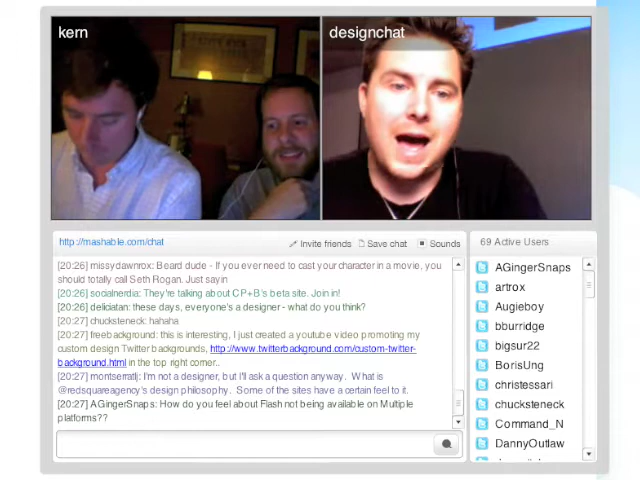 kern
designchat
http://mashable.com/chat
Invite friends
Save chat
Sounds
69 Active Users
[20:26] missydawnrox: Beard dude - If you ever need to cast your character in a movie, you
should totally call Seth Rogan. Just sayin
[20:26] socialnerdia: They're talking about CP+B's beta site. Join in!
[20:26] deliciatan: these days, everyone's a designer - what do you think?
[20:27] chucksteneck: hahaha
[20:27] freebackground: this is interesting, I just created a youtube video promoting my
custom design Twitter backgrounds, http://www.twitterbackground.com/custom-twitter-
background.html in the top right corner..
[20:27] montserratlj: I'm not a designer, but I'll ask a question anyway. What is
@redsquareagency's design philosophy. Some of the sites have a certain feel to it.
[20:27] AGingerSnaps: How do you feel about Flash not being available on Multiple
platforms??
AGingerSnaps
artrox
Augieboy
bburridge
bigsur22
BorisUng
christessari
chucksteneck
Command_N
DannyOutlaw